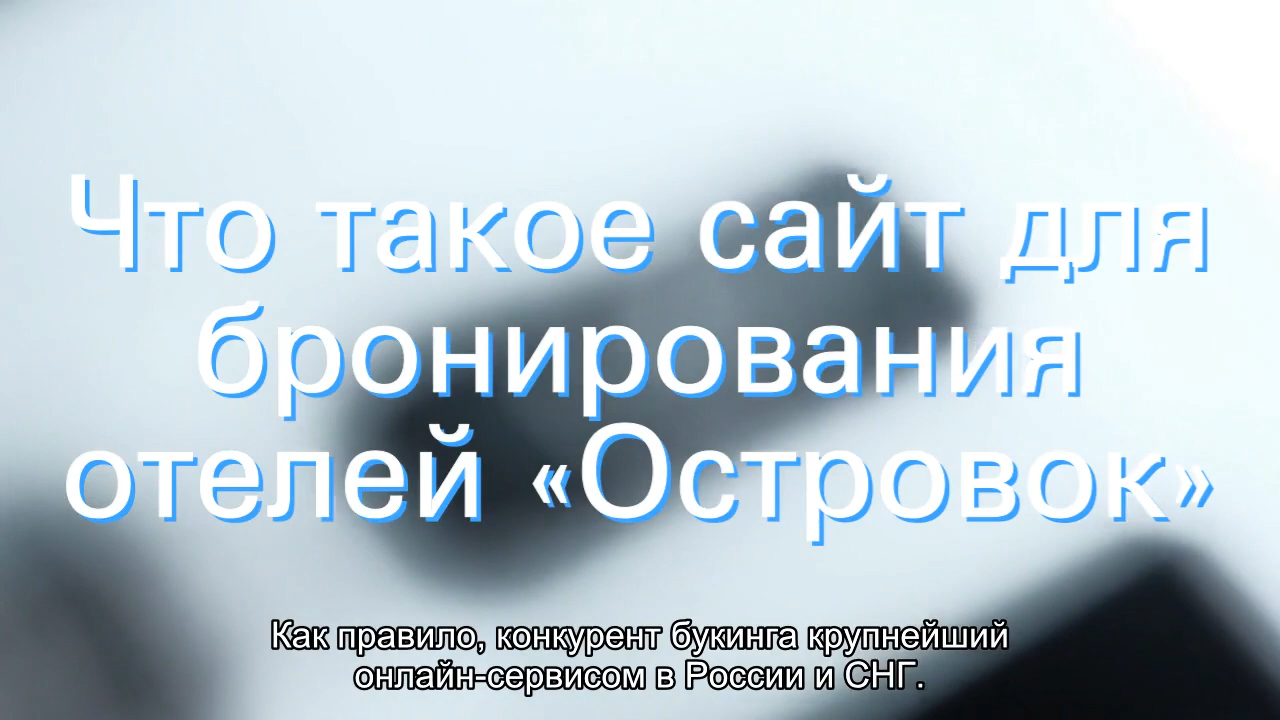 Что такое сайт для
бронирования
отелей «Островок»
Как правило, конкурент букинга крупнейший
онлайн-сервисом в России и СНГ.